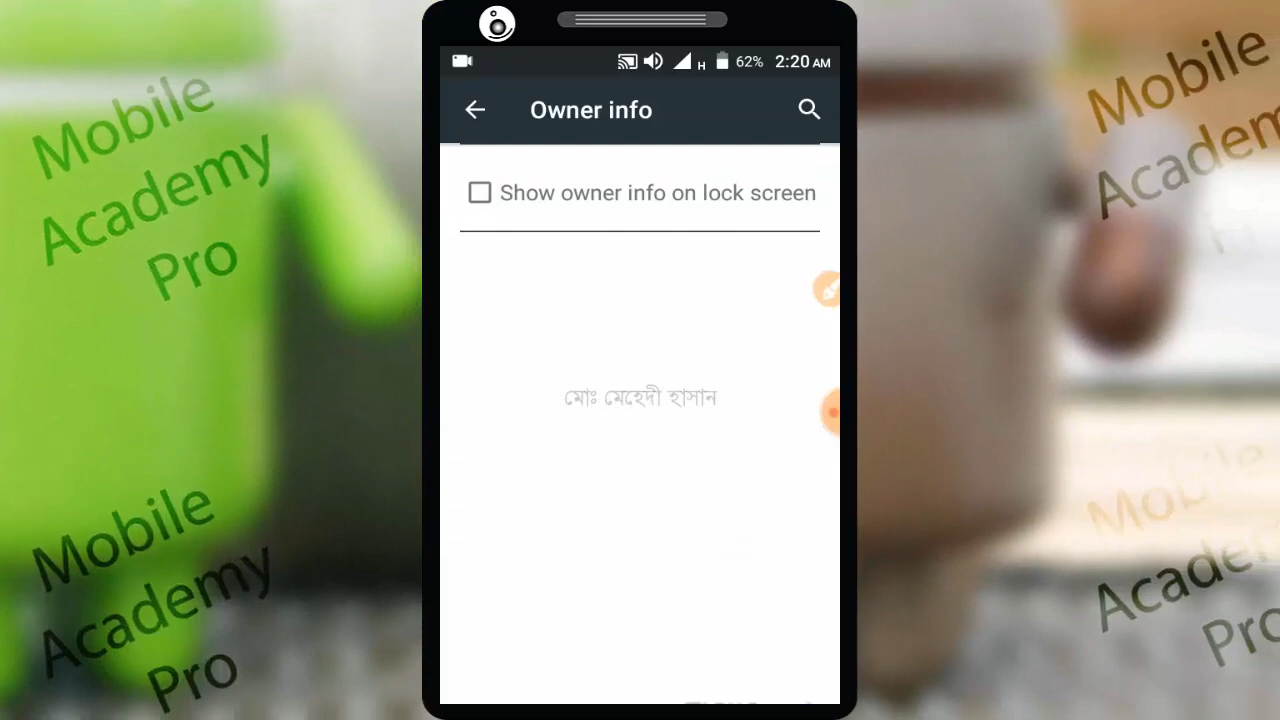 Mobile
Academy
Pro
Mobile
Academy
Pro
H 62% 2:20 AM
Owner info
Show owner info on lock screen
মোঃ মেহেদী হাসান
Mobile
Academy
Mobile
Academy
Pro